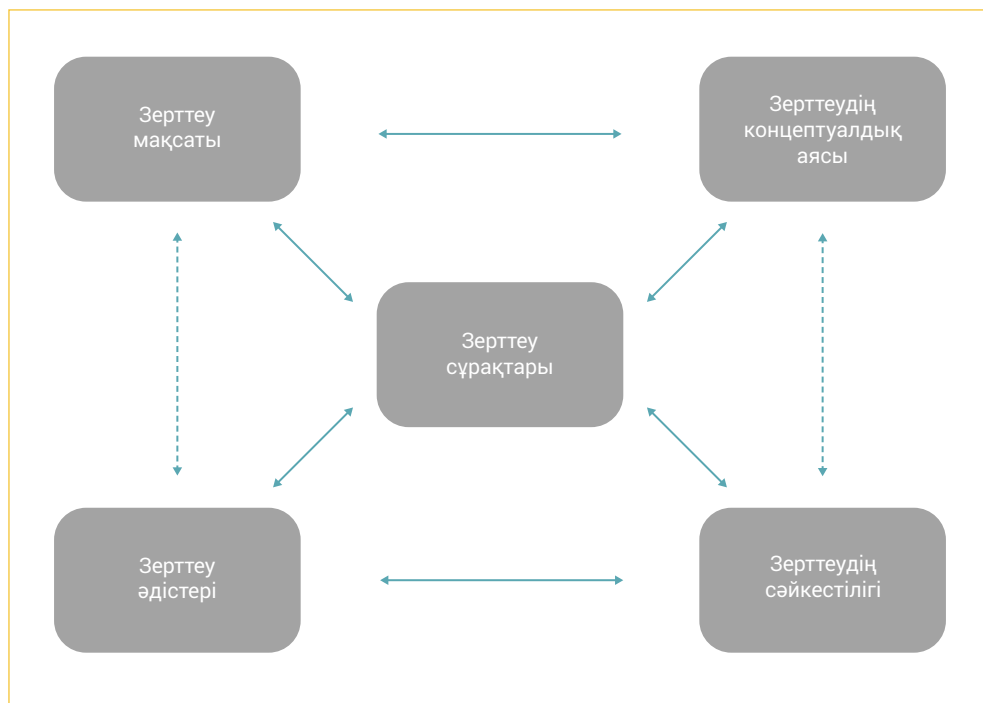 Зерттеу
мақсаты
Зерттеудің
концептуалдық
аясы
Зерттеу
сұрақтары
Зерттеу
әдістері
Зерттеудің
сәйкестілігі